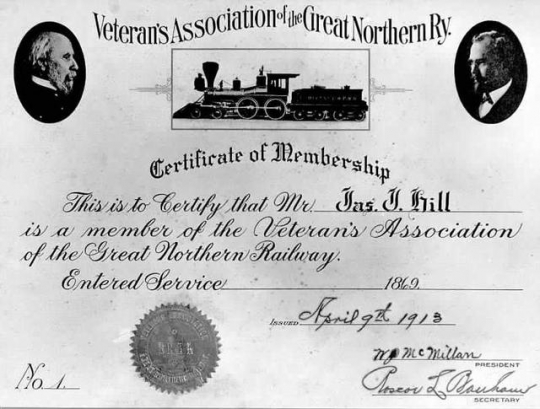 Veteran's Association of the Great Northern Ry.
Certificate of Membership
This is to Certify that Mr. Jas. J. Hill
is a member of the Veteran's Association
of the Great Northern Railway.
Entered Service 1869.
Issued April 9th 1913
W J McMillan
PRESIDENT
No. 1.
Roscoe L
SECRETARY